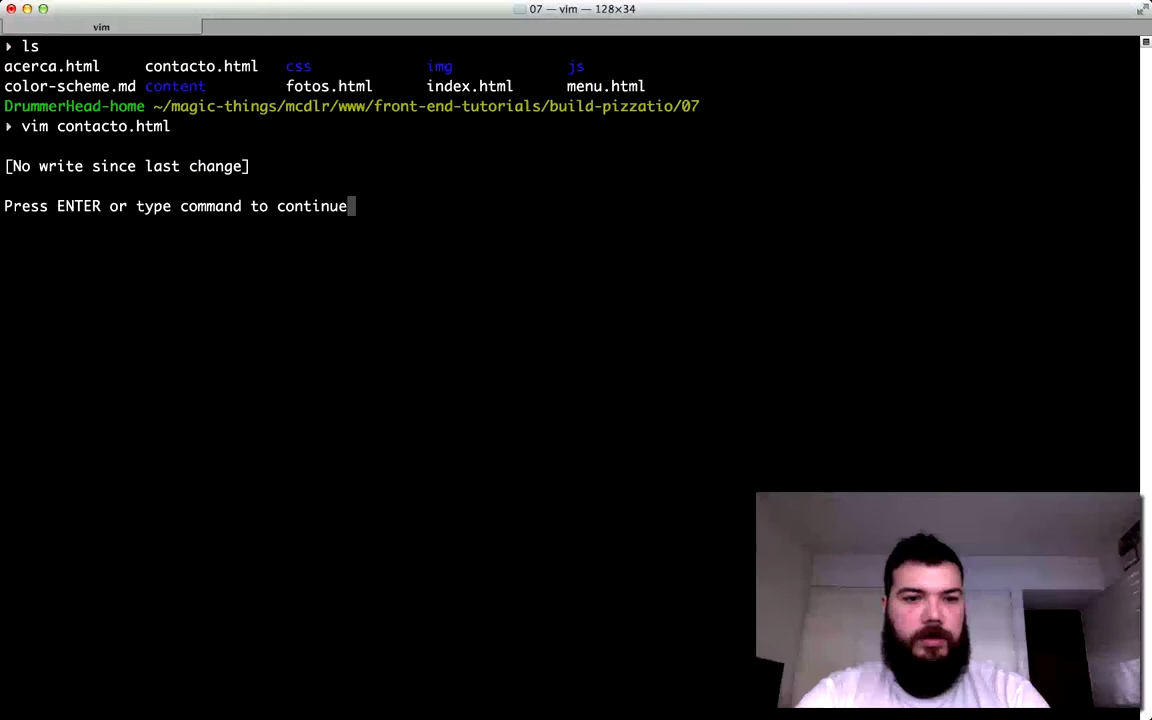 07 — vim — 128×34
vim
▸ ls
acerca.html contacto.html css img js
color-scheme.md content fotos.html index.html menu.html
DrummerHead-home ~/magic-things/mcdlr/www/front-end-tutorials/build-pizzatio/07
▸ vim contacto.html
[No write since last change]
Press ENTER or type command to continue